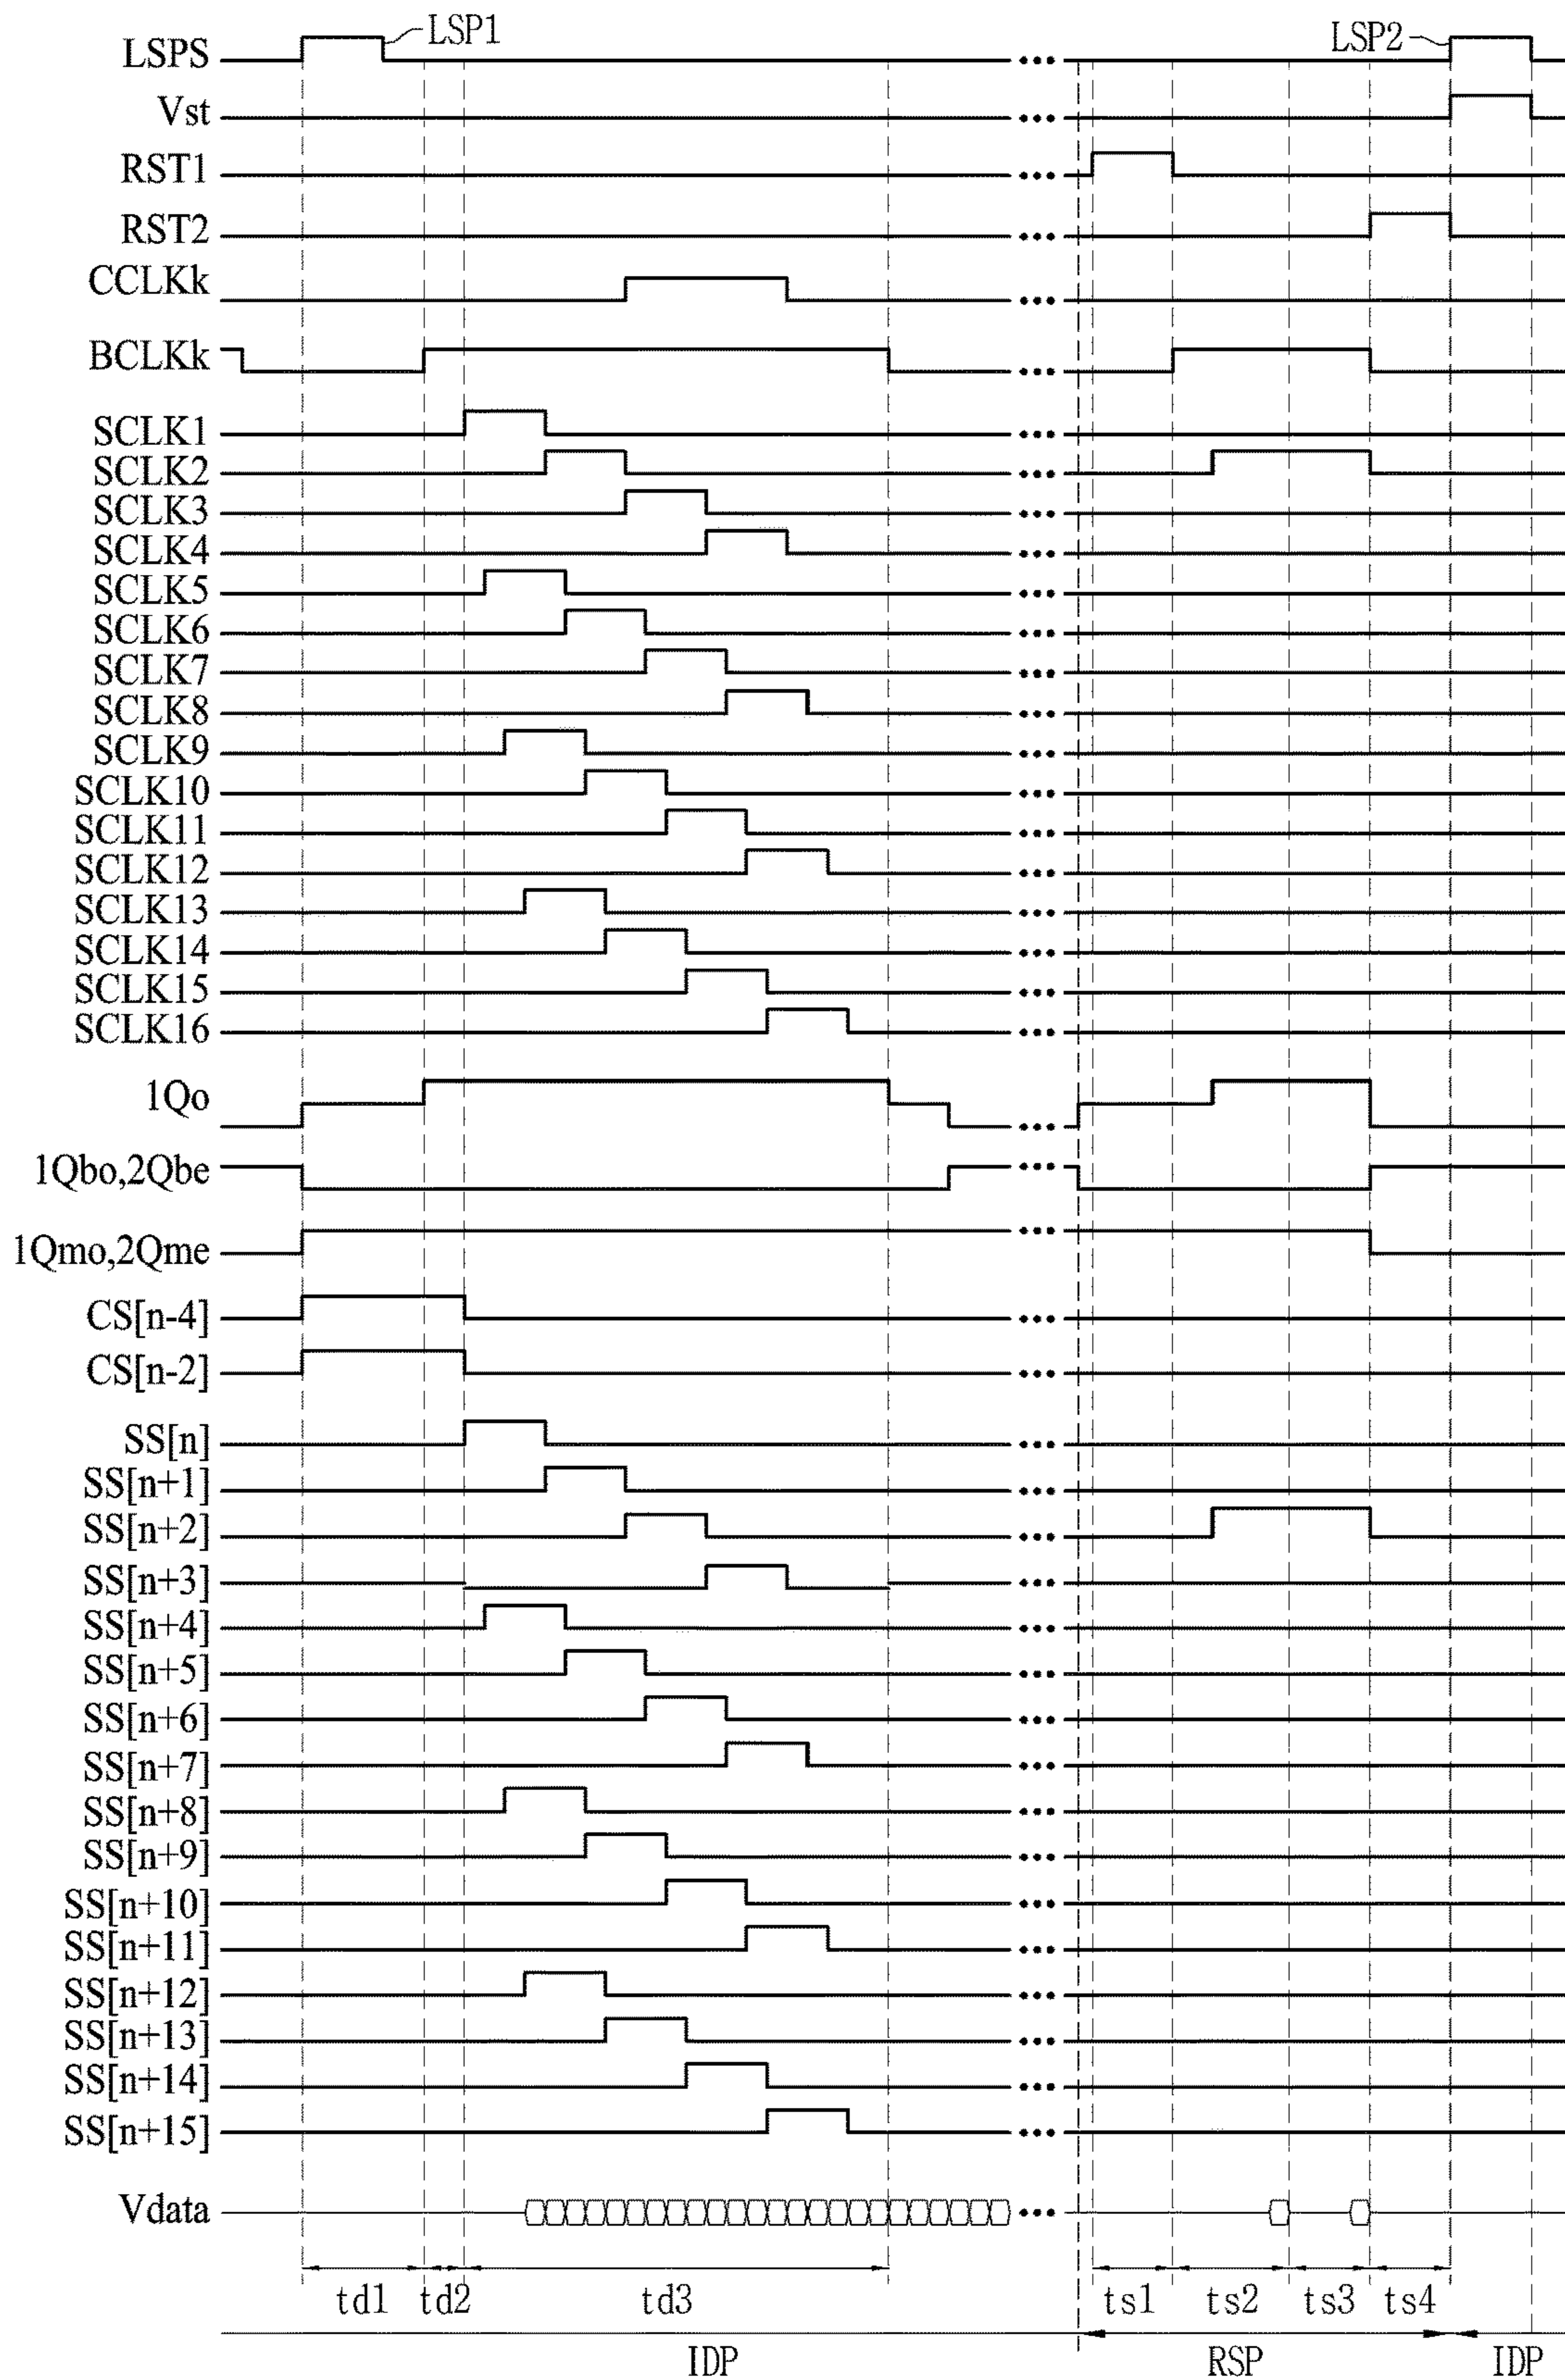 LSPS LSP1 LSP2
Vst
RST1
RST2
CCLKk
BCLKk
SCLK1
SCLK2
SCLK3
SCLK4
SCLK5
SCLK6
SCLK7
SCLK8
SCLK9
SCLK10
SCLK11
SCLK12
SCLK13
SCLK14
SCLK15
SCLK16
1Qo
1Qbo,2Qbe
1Qmo,2Qme
CS[n-4]
CS[n-2]
SS[n]
SS[n+1]
SS[n+2]
SS[n+3]
SS[n+4]
SS[n+5]
SS[n+6]
SS[n+7]
SS[n+8]
SS[n+9]
SS[n+10]
SS[n+11]
SS[n+12]
SS[n+13]
SS[n+14]
SS[n+15]
Vdata
td1 td2 td3 ts1 ts2 ts3 ts4
IDP RSP IDP